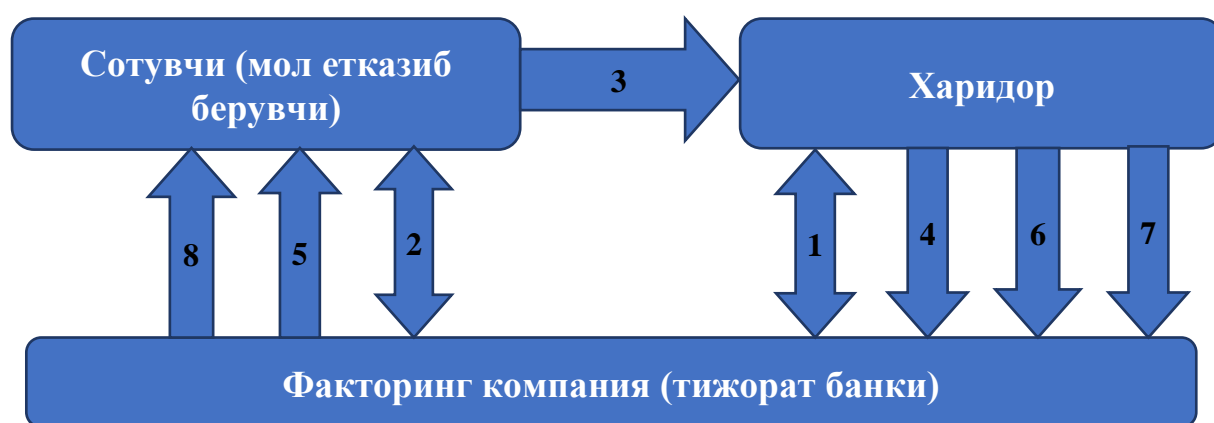 Сотувчи (мол етказиб
берувчи)
3
Харидор
8
5
2
1
4
6
7
Факторинг компания (тижорат банки)